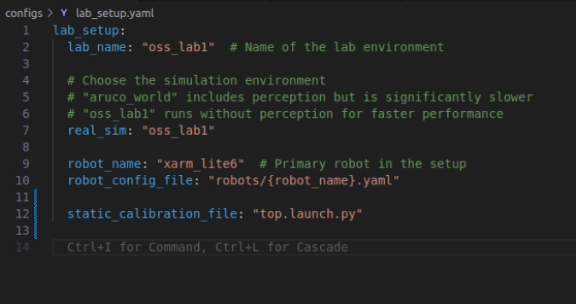 configs > Y lab_setup.yaml
1 lab_setup:
2 lab_name: "oss_lab1" # Name of the lab environment
3
4 # Choose the simulation environment
5 # "aruco_world" includes perception but is significantly slower
6 # "oss_lab1" runs without perception for faster performance
7 real_sim: "oss_lab1"
8
9 robot_name: "xarm_lite6" # Primary robot in the setup
10 robot_config_file: "robots/{robot_name}.yaml"
11
12 static_calibration_file: "top.launch.py"
13
14 Ctrl+I for Command, Ctrl+L for Cascade